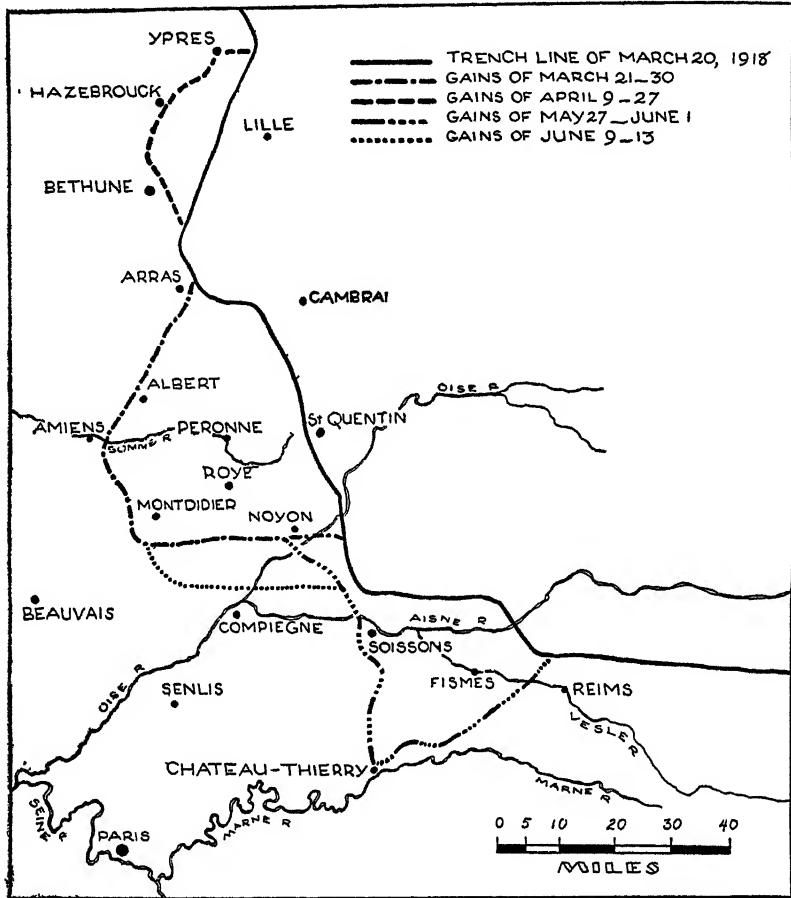 YPRES
TRENCH LINE OF MARCH 20, 1918
GAINS OF MARCH 21-30
HAZEBROUCK
GAINS OF APRIL 9-27
GAINS OF MAY 27-JUNE 1
LILLE
GAINS OF JUNE 9-13
BETHUNE
ARRAS
CAMBRAI
ALBERT
OISE R
AMIENS
SOMME R
PERONNE
St QUENTIN
ROYE
MONTDIDIER
NOYON
BEAUVAIS
COMPIEGNE
AISNE R
SOISSONS
OISE R
SENLIS
FISMES
REIMS
VESLE R
CHATEAU-THIERRY
MARNE R
SEINE R
MARNE R
PARIS
0 5 10 20 30 40
MILES